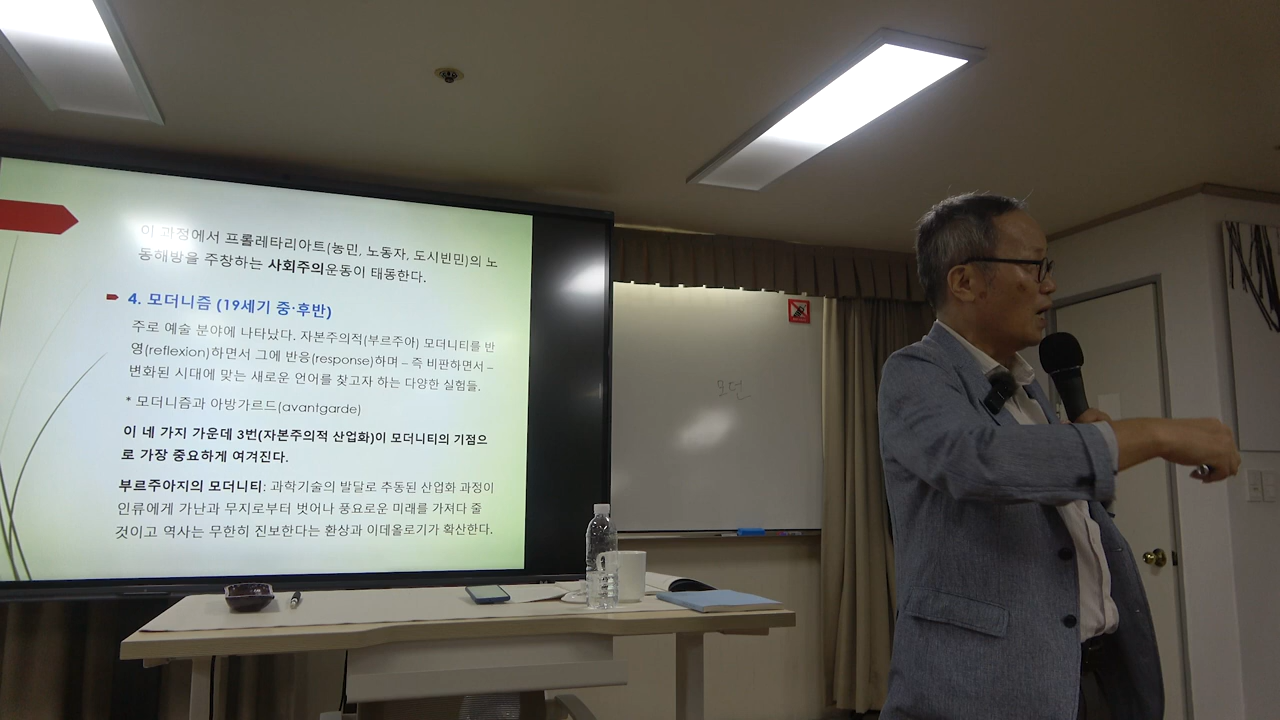 이 과정에서 프롤레타리아트(농민, 노동자, 도시빈민)의 노
동해방을 주창하는 사회주의운동이 태동한다.
4. 모더니즘 (19세기 중·후반)
주로 예술 분야에 나타났다. 자본주의적(부르주아) 모더니티를 반
영(reflexion)하면서 그에 반응(response)하며 – 즉 비판하면서 –
변화된 시대에 맞는 새로운 언어를 찾고자 하는 다양한 실험들.
* 모더니즘과 아방가르드(avantgarde)
이 네 가지 가운데 3번(자본주의적 산업화)이 모더니티의 기점으
로 가장 중요하게 여겨진다.
부르주아지의 모더니티: 과학기술의 발달로 추동된 산업화 과정이
인류에게 가난과 무지로부터 벗어나 풍요로운 미래를 가져다 줄
것이고 역사는 무한히 진보한다는 환상과 이데올로기가 확산한다.
모던